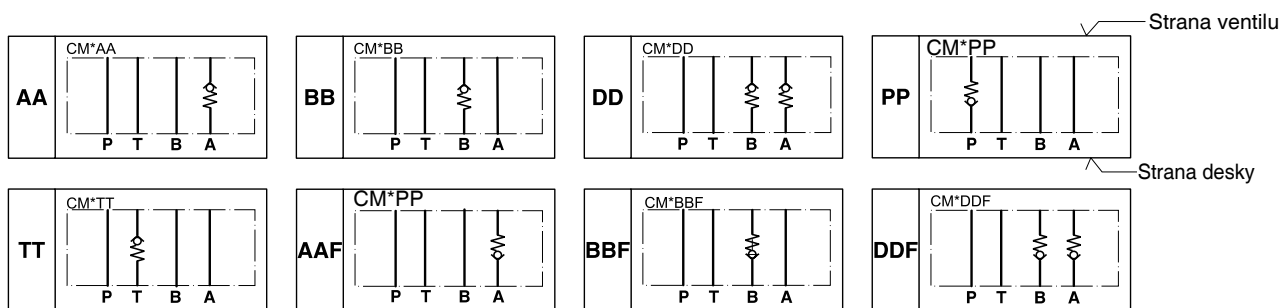 Strana ventilu
AA
CM*AA
P T B A
BB
CM*BB
P T B A
DD
CM*DD
P T B A
PP
CM*PP
P T B A
Strana desky
TT
CM*TT
P T B A
AAF
CM*PP
P T B A
BBF
CM*BBF
P T B A
DDF
CM*DDF
P T B A